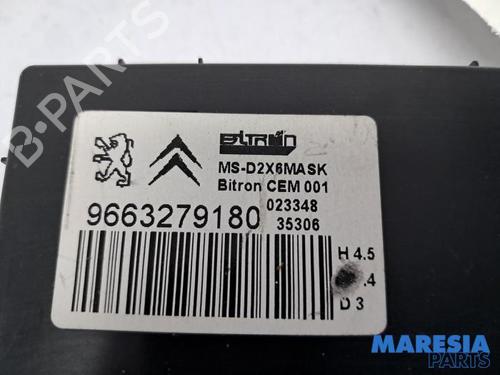 BiTRON
MS-D2X6MASK
Bitron CEM 001
9663279180
023348
35306
H 4.5
.4
D 3
B-PARTS
MARESIA
PARTS